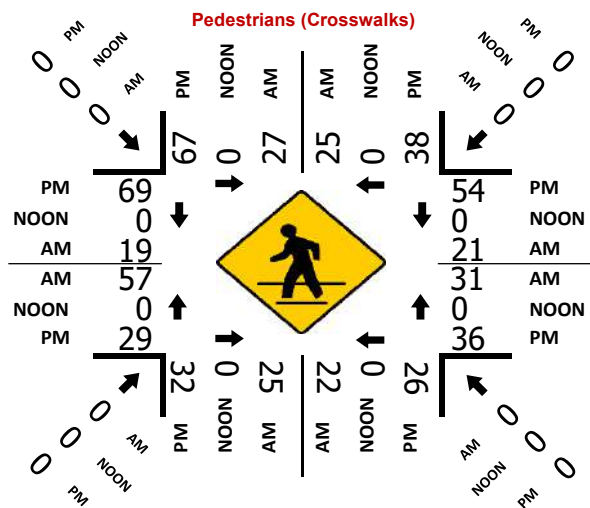 Pedestrians (Crosswalks)
0 PM
0 NOON
0 AM
PM NOON AM AM NOON PM
PM 0
NOON 0
AM 0
67 0 27 25 0 38
PM 69 54 PM
NOON 0 0 NOON
AM 19 21 AM
AM 57 31 AM
NOON 0 0 NOON
PM 29 36 PM
32 0 25 22 0 26
PM NOON AM AM NOON PM
0 AM
0 NOON
0 PM
AM 0
NOON 0
PM 0